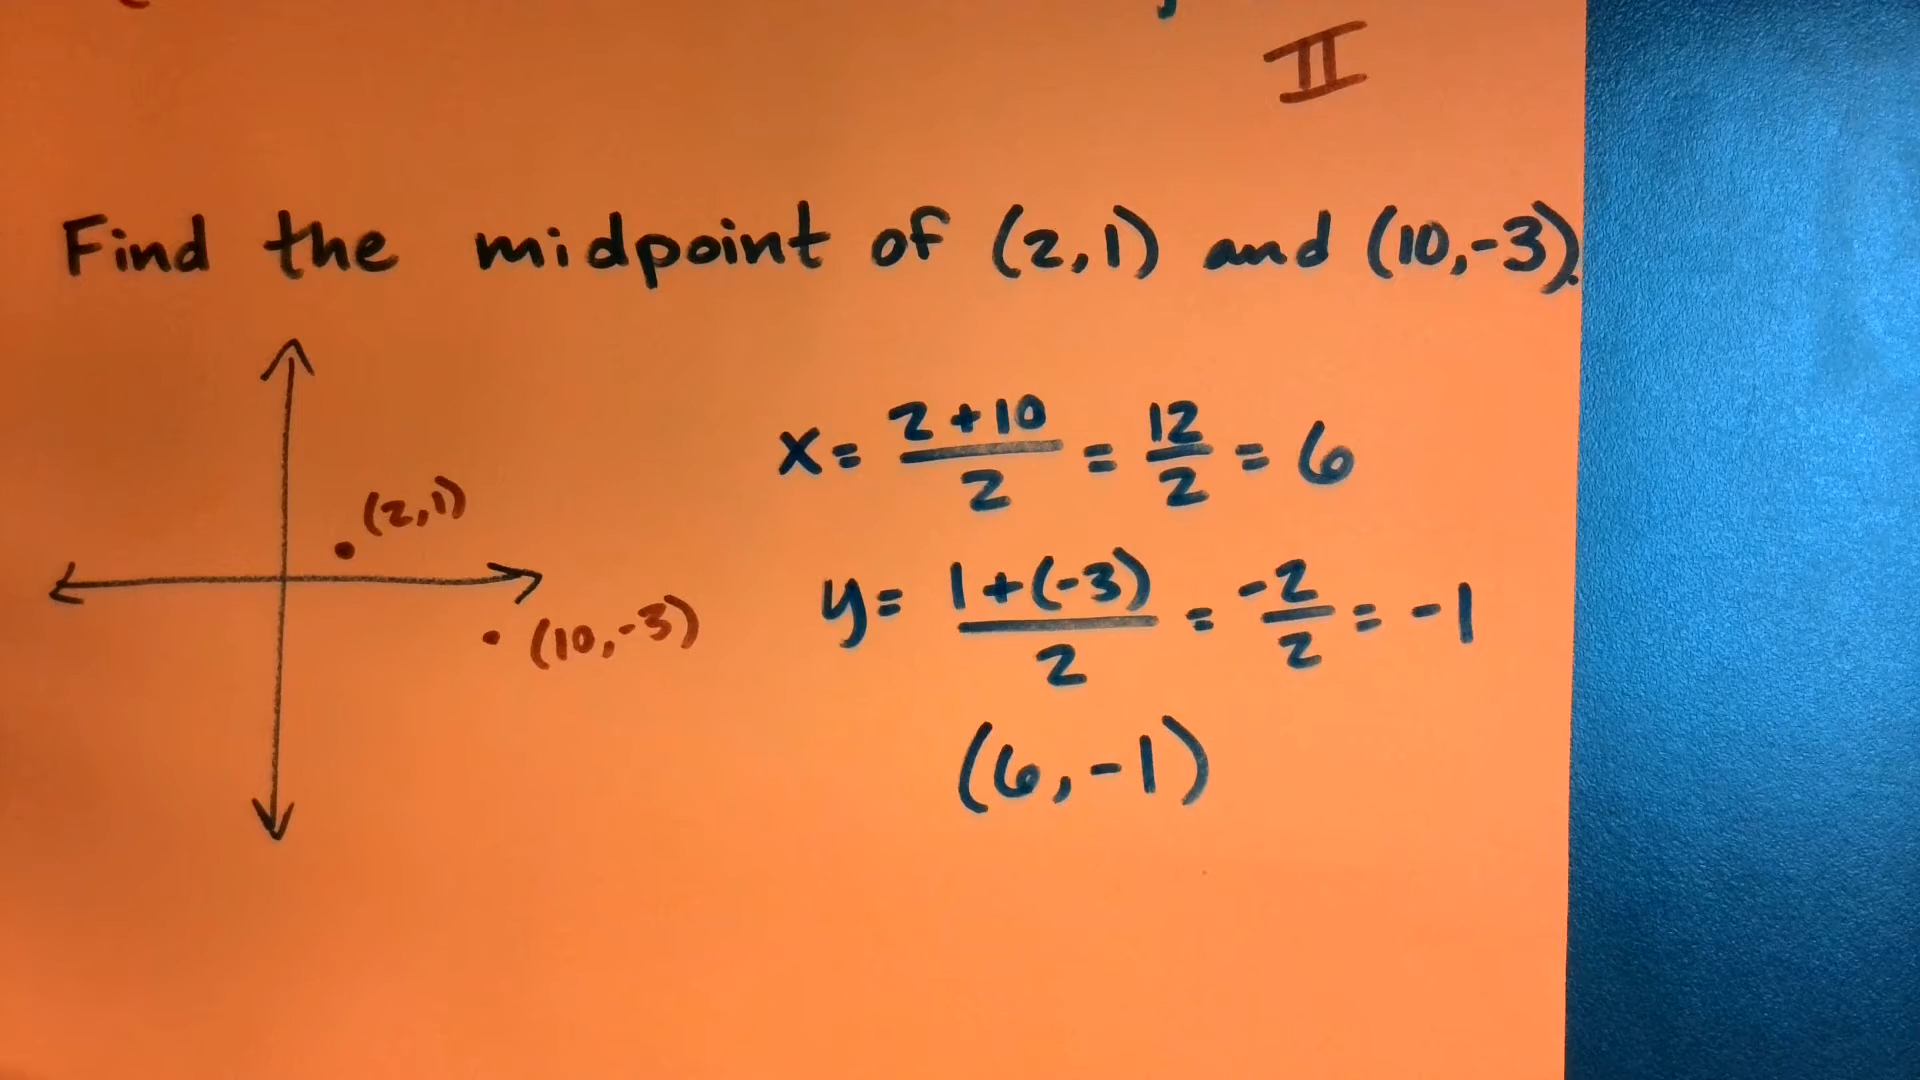 II
Find the midpoint of (2,1) and (10,-3).
(2,1)
(10,-3)
x = (2+10)/2 = 12/2 = 6
y = (1+(-3))/2 = -2/2 = -1
(6,-1)